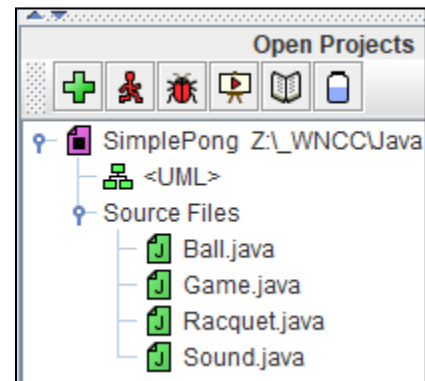 Open Projects
SimplePong Z:\_WNCC\Java
<UML>
Source Files
J Ball.java
J Game.java
J Racquet.java
J Sound.java